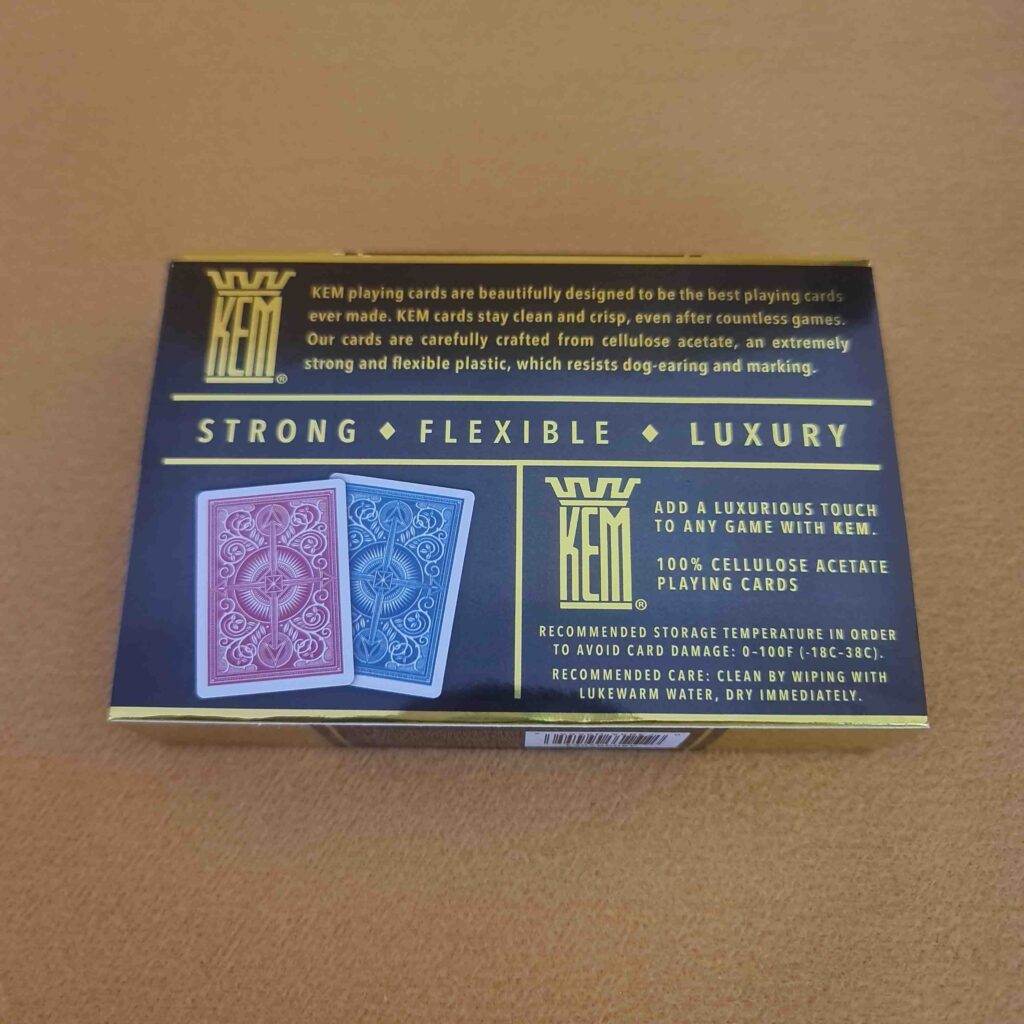 KEM®
KEM playing cards are beautifully designed to be the best playing cards
ever made. KEM cards stay clean and crisp, even after countless games.
Our cards are carefully crafted from cellulose acetate, an extremely
strong and flexible plastic, which resists dog-earing and marking.
STRONG ◆ FLEXIBLE ◆ LUXURY
KEM®
ADD A LUXURIOUS TOUCH
TO ANY GAME WITH KEM.
100% CELLULOSE ACETATE
PLAYING CARDS
RECOMMENDED STORAGE TEMPERATURE IN ORDER
TO AVOID CARD DAMAGE: 0-100F (-18C-38C).
RECOMMENDED CARE: CLEAN BY WIPING WITH
LUKEWARM WATER, DRY IMMEDIATELY.